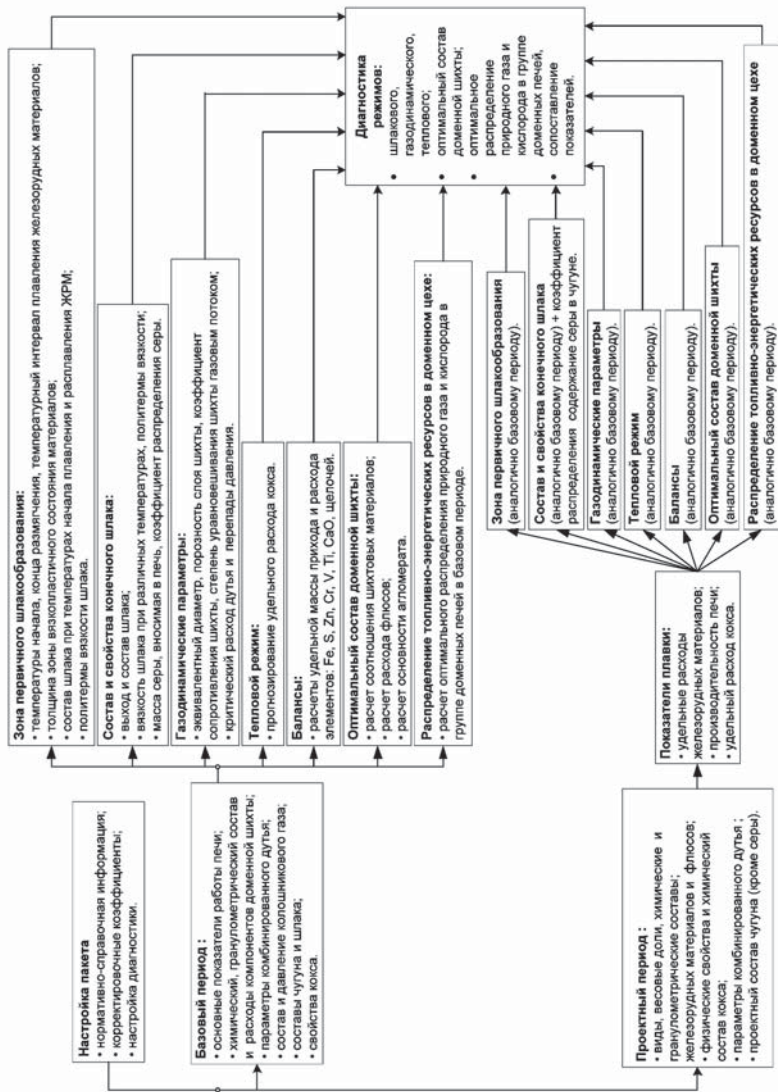 Настройка пакета
• нормативно-справочная информация;
• корректировочные коэффициенты;
• настройка диагностики.
Базовый период :
• основные показатели работы печи;
• химический, гранулометрический состав
и расходы компонентов доменной шихты;
• параметры комбинированного дутья;
• состав и давление колошникового газа;
• составы чугуна и шлака;
• свойства кокса.
Проектный период :
• виды, весовые доли, химические и
гранулометрические составы;
железорудных материалов и флюсов;
• физические свойства и химический
состав кокса;
• параметры комбинированного дутья ;
• проектный состав чугуна (кроме серы).
Зона первичного шлакообразования:
• температуры начала, конца размягчения, температурный интервал плавления железорудных материалов;
• толщина зоны вязкопластичного состояния материалов;
• состав шлака при температурах начала плавления и расплавления ЖРМ;
• политермы вязкости шлака.
Состав и свойства конечного шлака:
• выход и состав шлака;
• вязкость шлака при различных температурах, политермы вязкости;
• масса серы, вносимая в печь, коэффициент распределения серы.
Газодинамические параметры:
• эквивалентный диаметр, порозность слоя шихты, коэффициент
сопротивления шихты, степень уравновешивания шихты газовым потоком;
• критический расход дутья и перепады давления.
Тепловой режим:
• прогнозирование удельного расхода кокса.
Балансы:
• расчеты удельной массы прихода и расхода
элементов: Fe, S, Zn, Cr, V, Ti, CaO, щелочей.
Оптимальный состав доменной шихты:
• расчет соотношения шихтовых материалов;
• расчет расхода флюсов;
• расчет основности агломерата.
Распределение топливно-энергетических ресурсов в доменном цехе:
• расчет оптимального распределения природного газа и кислорода в
группе доменных печей в базовом периоде.
Показатели плавки:
• удельные расходы
железорудных материалов;
• производительность печи;
• удельный расход кокса.
Зона первичного шлакообразования
(аналогично базовому периоду).
Состав и свойства конечного шлака
(аналогично базовому периоду) + коэффициент
распределения содержание серы в чугуне.
Газодинамические параметры
(аналогично базовому периоду).
Тепловой режим
(аналогично базовому периоду).
Балансы
(аналогично базовому периоду).
Оптимальный состав доменной шихты
(аналогично базовому периоду).
Распределение топливно-энергетических ресурсов в доменном цехе
(аналогично базовому периоду).
Диагностика
режимов:
• шлакового,
газодинамического,
теплового;
• оптимальный состав
доменной шихты;
• оптимальное
распределение
природного газа и
кислорода в группе
доменных печей,
• сопоставление
показателей.